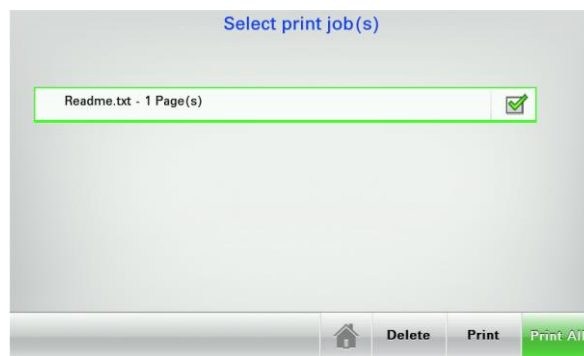 Select print job(s)
Readme.txt - 1 Page(s)
Delete Print Print All